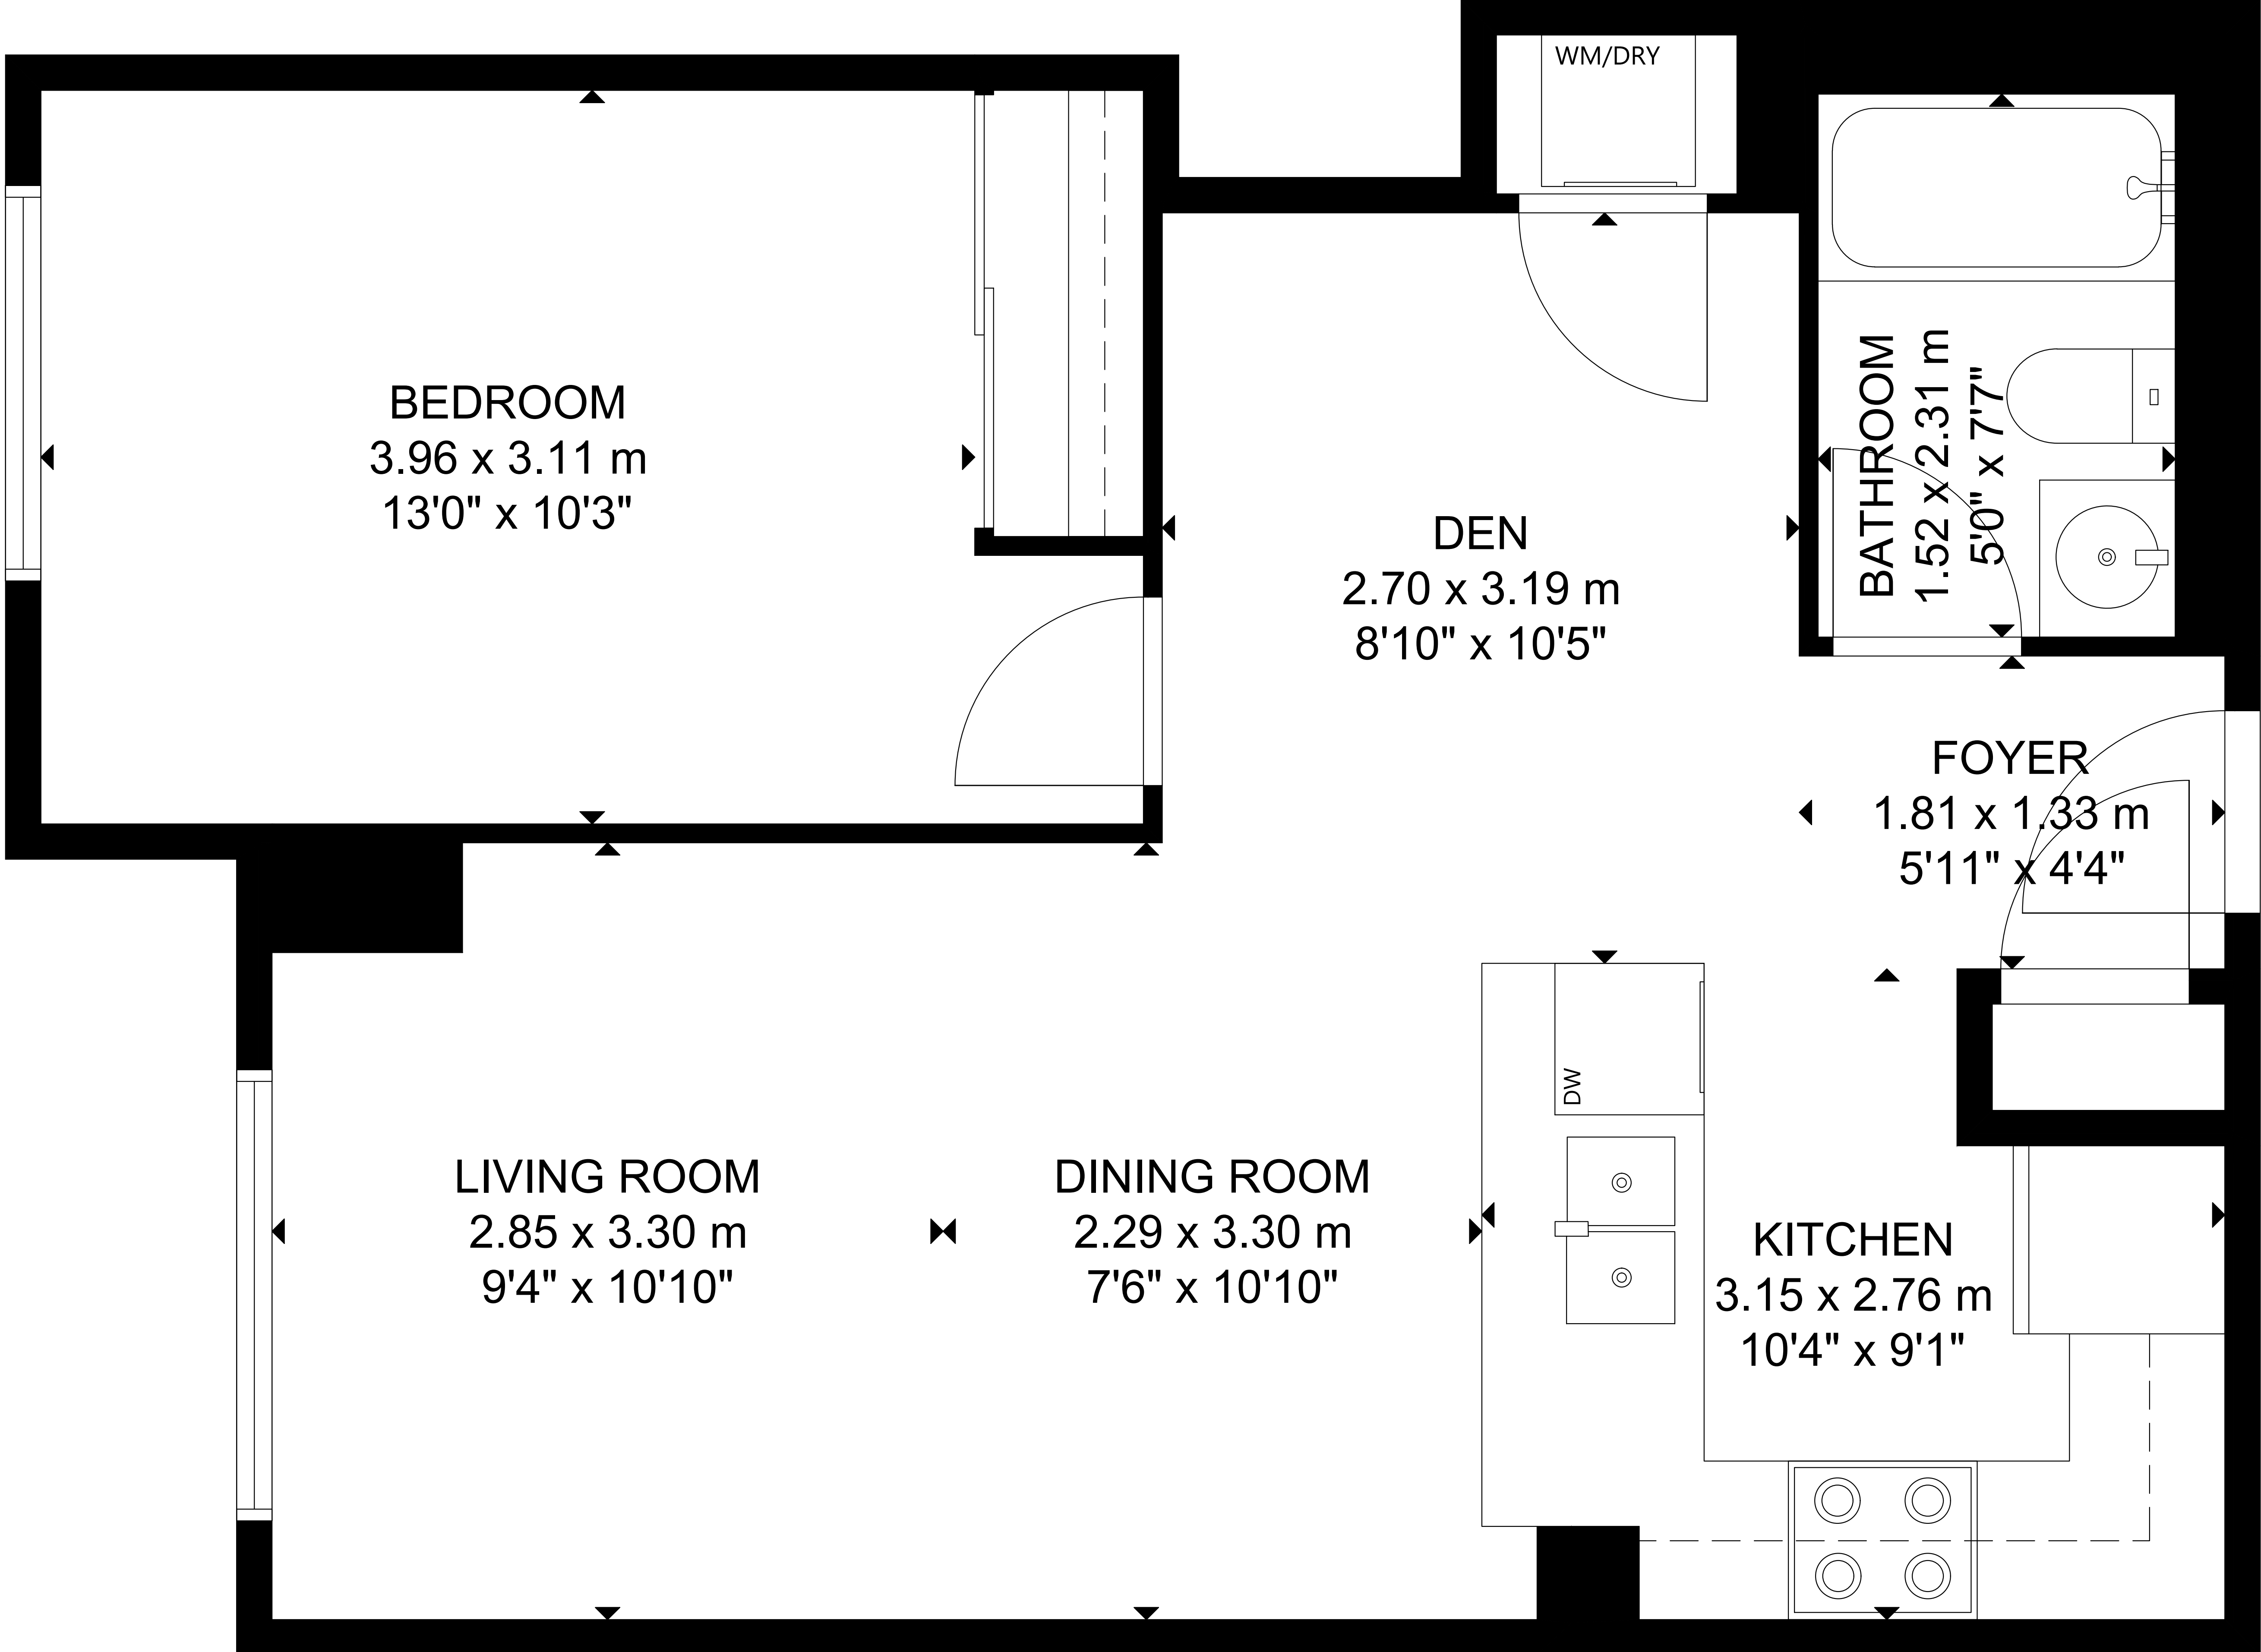 WM/DRY
BEDROOM
3.96 x 3.11 m
13'0" x 10'3"
DEN
2.70 x 3.19 m
8'10" x 10'5"
BATHROOM
1.52 x 2.31 m
5'0" x 7'7"
FOYER
1.81 x 1.33 m
5'11" x 4'4"
DW
LIVING ROOM
2.85 x 3.30 m
9'4" x 10'10"
DINING ROOM
2.29 x 3.30 m
7'6" x 10'10"
KITCHEN
3.15 x 2.76 m
10'4" x 9'1"